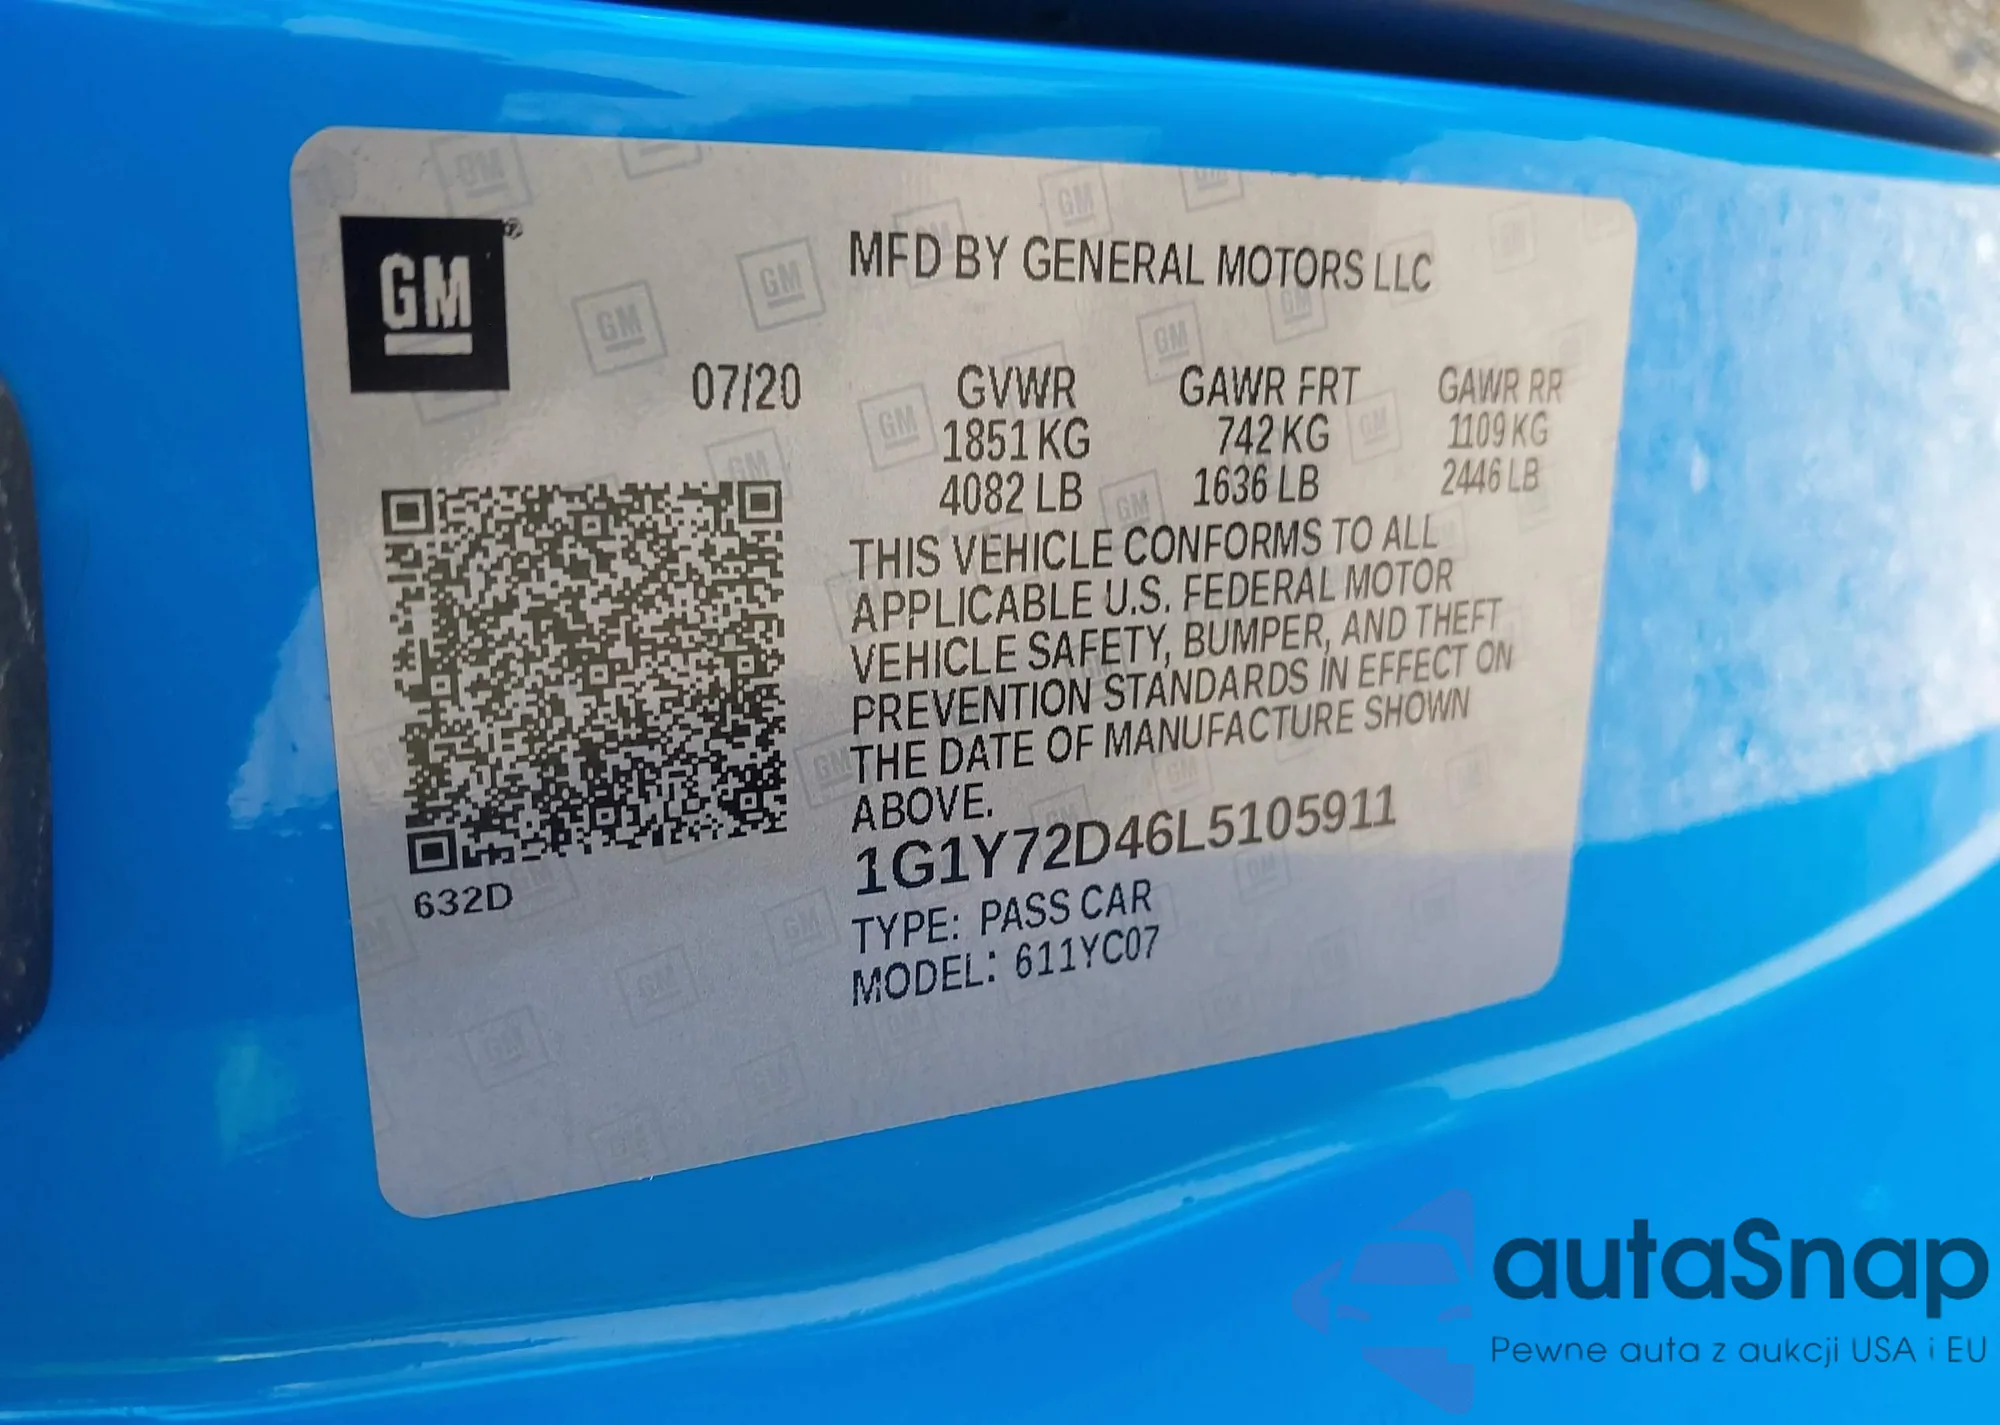 GM
MFD BY GENERAL MOTORS LLC
07/20
GVWR GAWR FRT GAWR RR
1851 KG 742 KG 1109 KG
4082 LB 1636 LB 2446 LB
THIS VEHICLE CONFORMS TO ALL
APPLICABLE U.S. FEDERAL MOTOR
VEHICLE SAFETY, BUMPER, AND THEFT
PREVENTION STANDARDS IN EFFECT ON
THE DATE OF MANUFACTURE SHOWN
ABOVE.
1G1Y72D46L5105911
TYPE: PASS CAR
MODEL: 611YC07
632D
autaSnap
Pewne auta z aukcji USA i EU